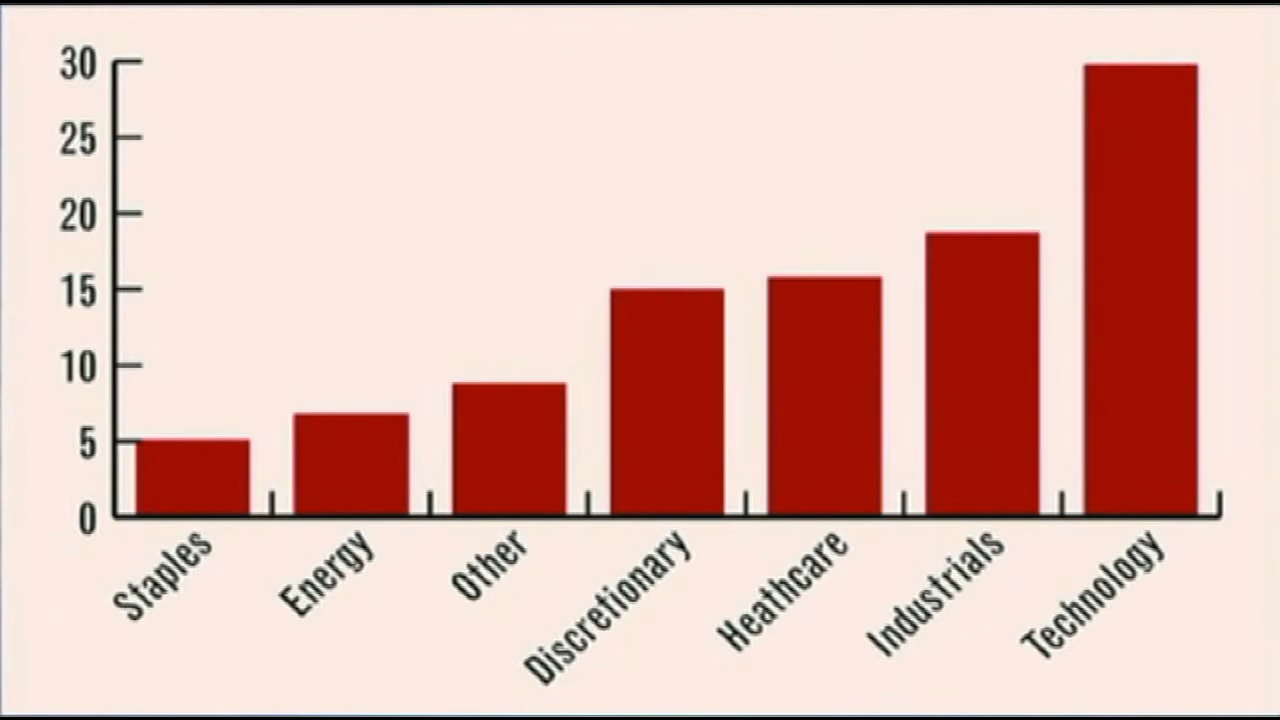 30
25
20
15
10
5
0
Staples
Energy
Other
Discretionary
Heathcare
Industrials
Technology